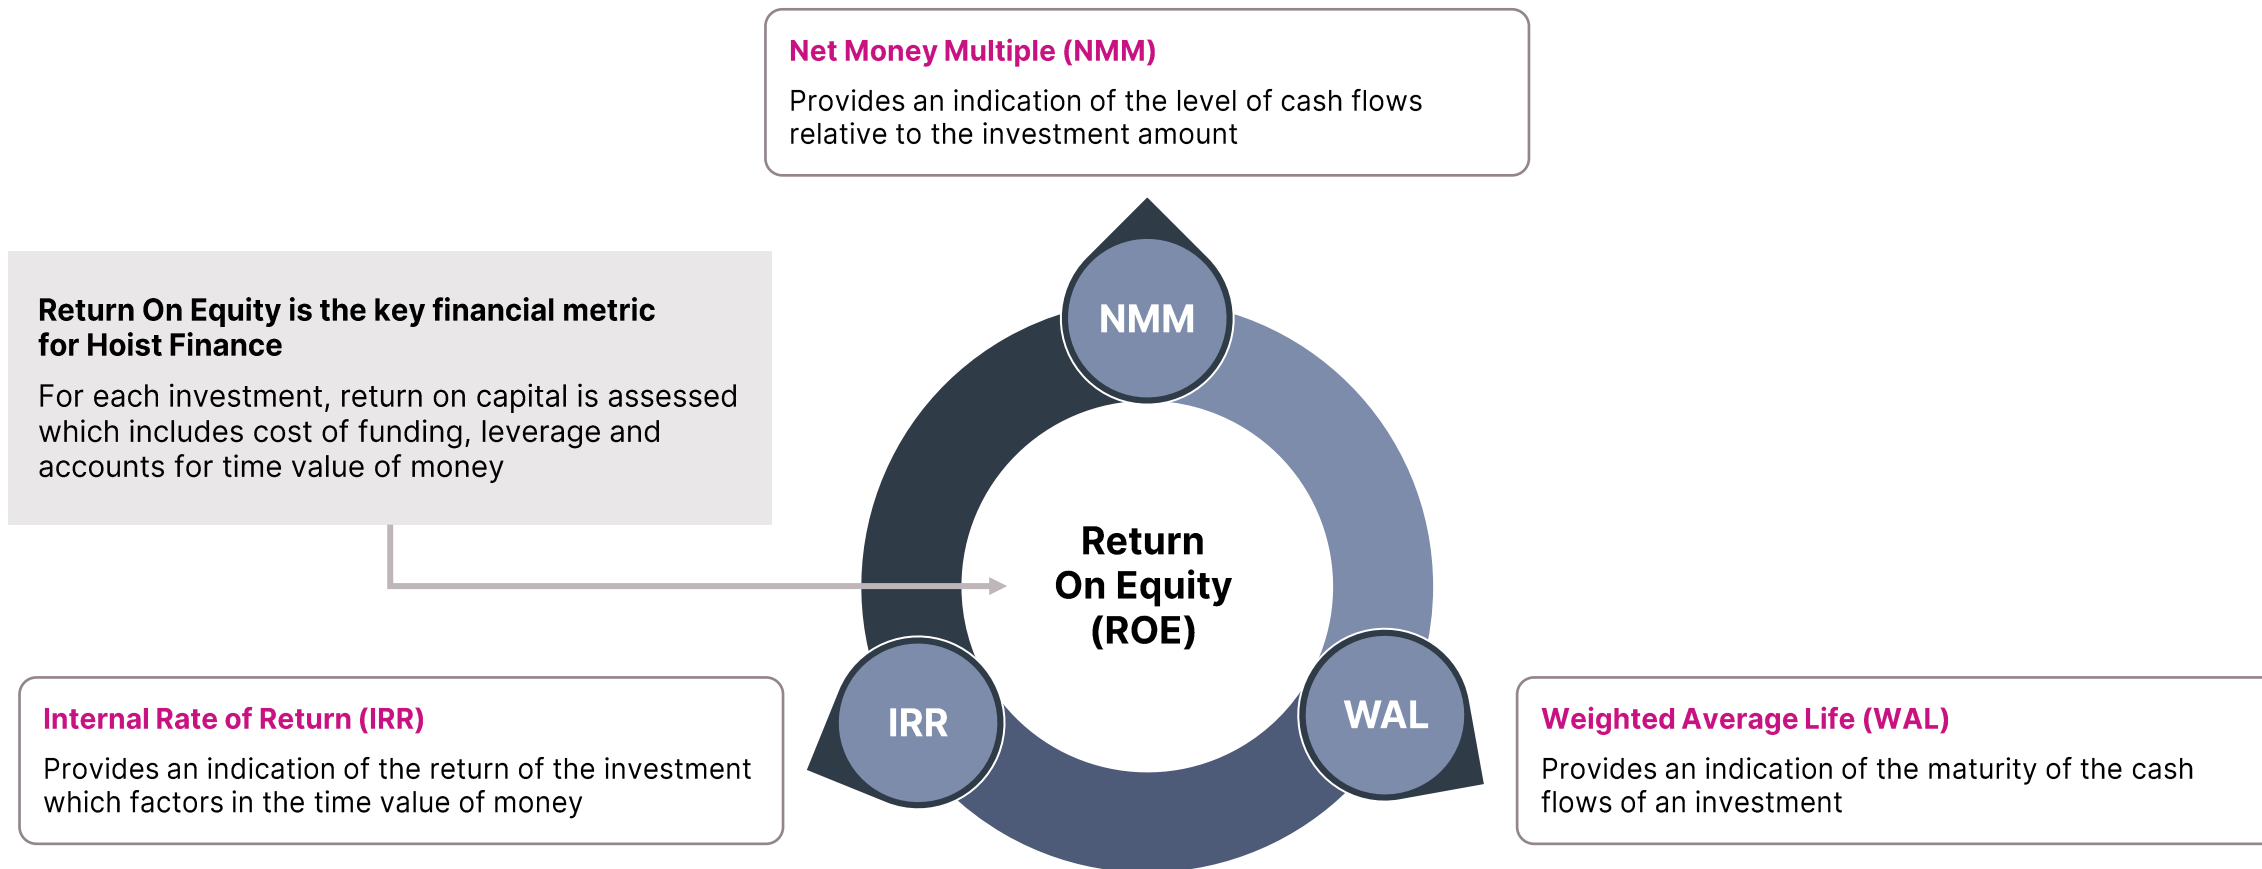 Net Money Multiple (NMM)
Provides an indication of the level of cash flows
relative to the investment amount
Return On Equity is the key financial metric
for Hoist Finance
For each investment, return on capital is assessed
which includes cost of funding, leverage and
accounts for time value of money
NMM
Return
On Equity
(ROE)
IRR
WAL
Internal Rate of Return (IRR)
Provides an indication of the return of the investment
which factors in the time value of money
Weighted Average Life (WAL)
Provides an indication of the maturity of the cash
flows of an investment